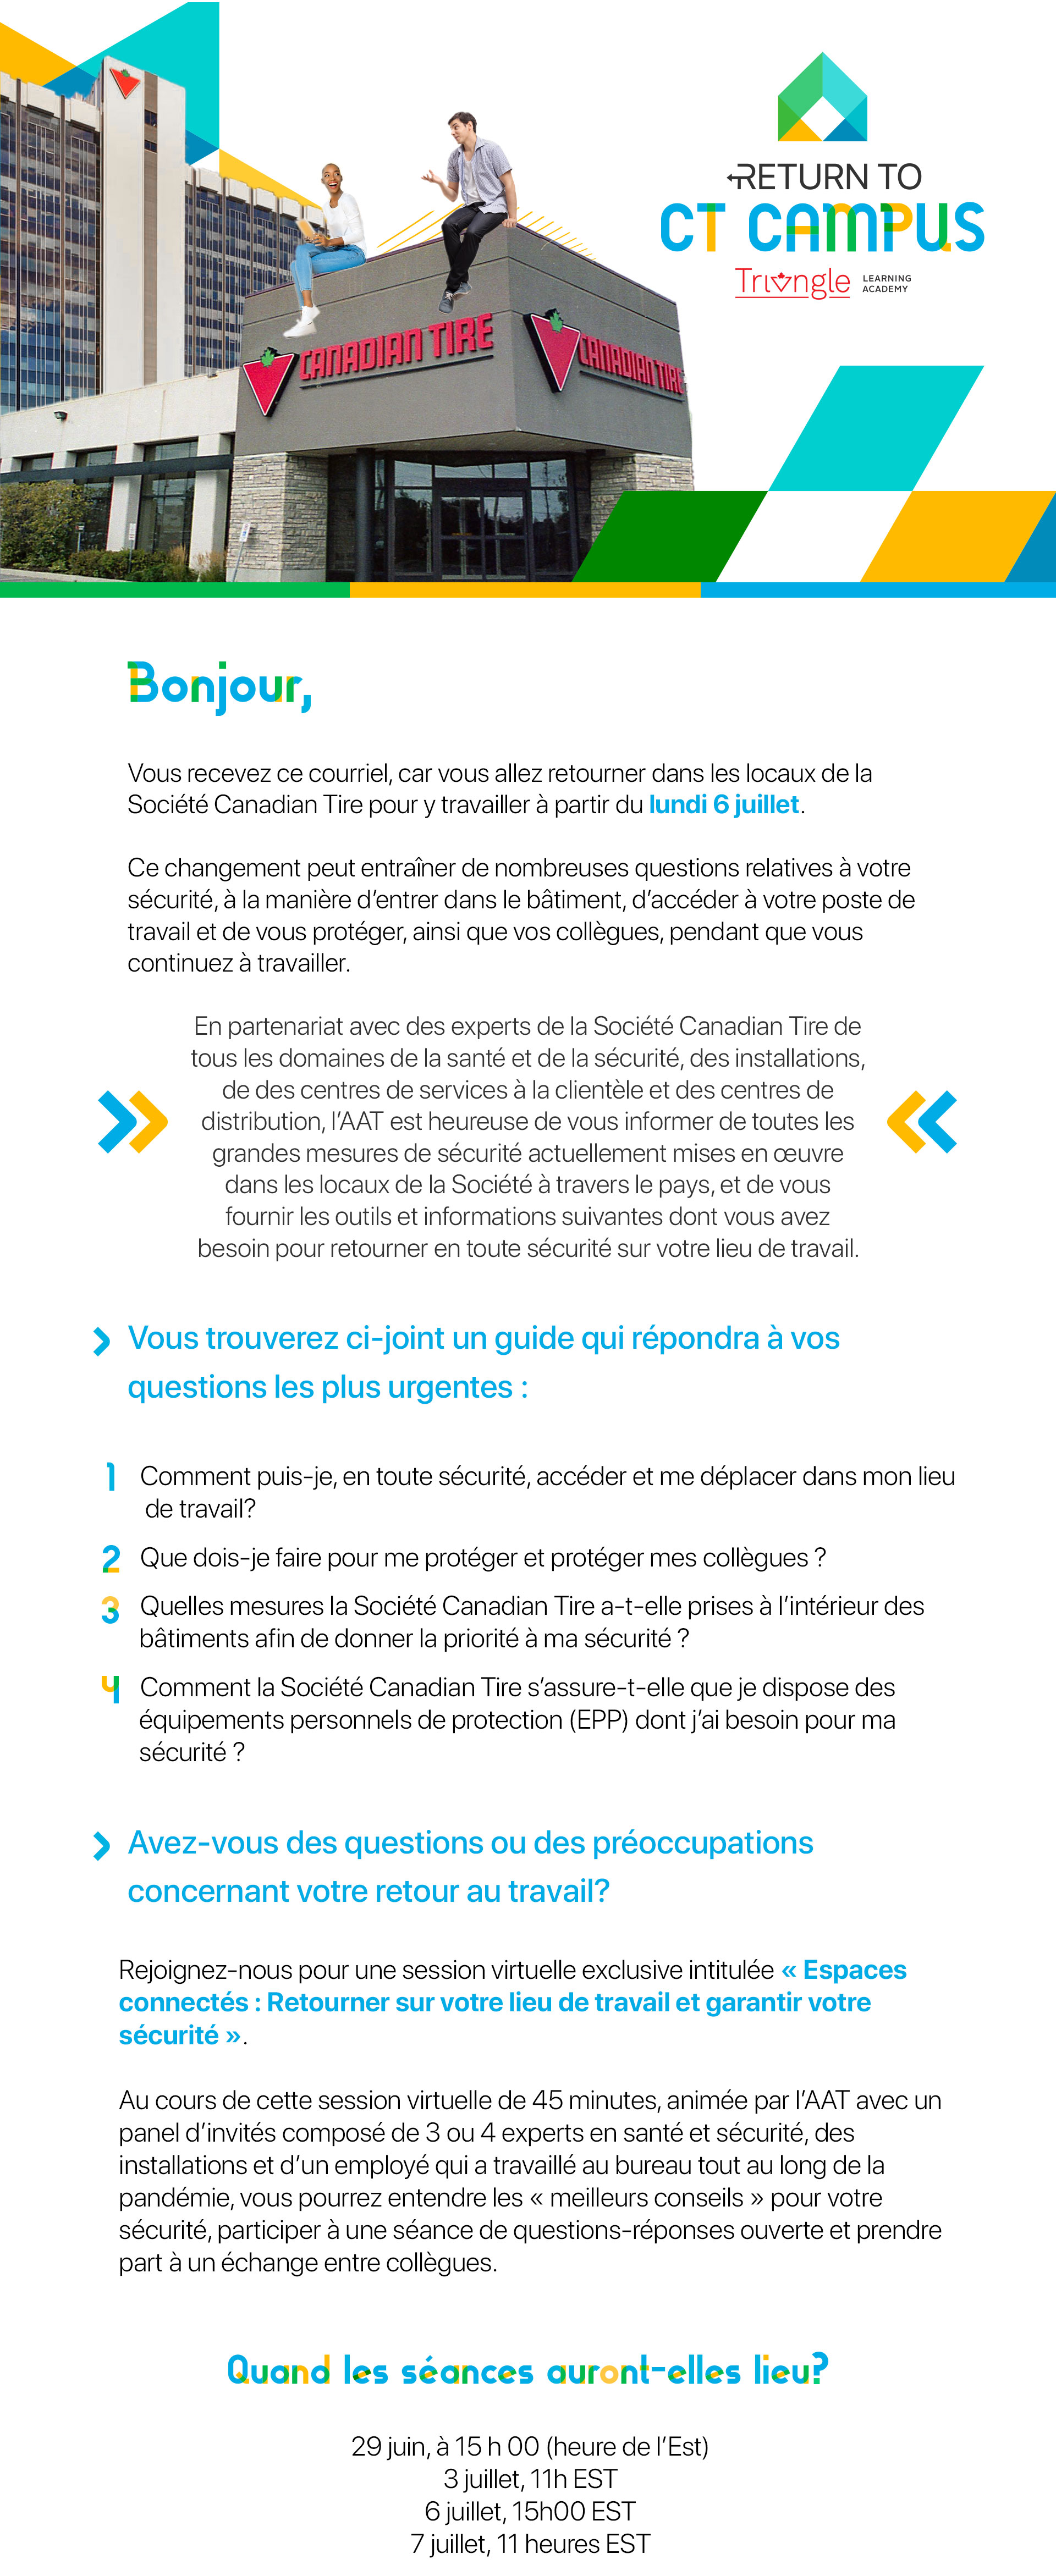 RETURN TO
CT CAMPUS
Triangle LEARNING
ACADEMY
CANADIAN TIRE
CANADIAN TIRE
Bonjour,
Vous recevez ce courriel, car vous allez retourner dans les locaux de la
Société Canadian Tire pour y travailler à partir du lundi 6 juillet.
Ce changement peut entraîner de nombreuses questions relatives à votre
sécurité, à la manière d’entrer dans le bâtiment, d’accéder à votre poste de
travail et de vous protéger, ainsi que vos collègues, pendant que vous
continuez à travailler.
En partenariat avec des experts de la Société Canadian Tire de
tous les domaines de la santé et de la sécurité, des installations,
de des centres de services à la clientèle et des centres de
distribution, l’AAT est heureuse de vous informer de toutes les
grandes mesures de sécurité actuellement mises en œuvre
dans les locaux de la Société à travers le pays, et de vous
fournir les outils et informations suivantes dont vous avez
besoin pour retourner en toute sécurité sur votre lieu de travail.
Vous trouverez ci-joint un guide qui répondra à vos
questions les plus urgentes :
1 Comment puis-je, en toute sécurité, accéder et me déplacer dans mon lieu
de travail?
2 Que dois-je faire pour me protéger et protéger mes collègues ?
3 Quelles mesures la Société Canadian Tire a-t-elle prises à l’intérieur des
bâtiments afin de donner la priorité à ma sécurité ?
4 Comment la Société Canadian Tire s’assure-t-elle que je dispose des
équipements personnels de protection (EPP) dont j’ai besoin pour ma
sécurité ?
Avez-vous des questions ou des préoccupations
concernant votre retour au travail?
Rejoignez-nous pour une session virtuelle exclusive intitulée « Espaces
connectés : Retourner sur votre lieu de travail et garantir votre
sécurité ».
Au cours de cette session virtuelle de 45 minutes, animée par l’AAT avec un
panel d’invités composé de 3 ou 4 experts en santé et sécurité, des
installations et d’un employé qui a travaillé au bureau tout au long de la
pandémie, vous pourrez entendre les « meilleurs conseils » pour votre
sécurité, participer à une séance de questions-réponses ouverte et prendre
part à un échange entre collègues.
Quand les séances auront-elles lieu?
29 juin, à 15 h 00 (heure de l’Est)
3 juillet, 11h EST
6 juillet, 15h00 EST
7 juillet, 11 heures EST